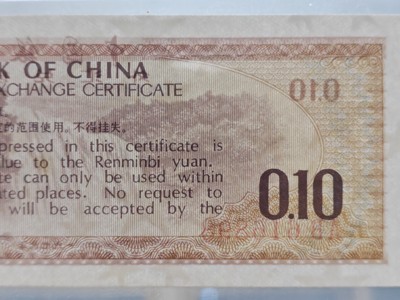 K OF CHINA
EXCHANGE CERTIFICATE
0.10
的范围使用。不得挂失。
pressed in this certificate is
lue to the Renminbi yuan.
te can only be used within
ted places. No request to
will be accepted by the
0.10